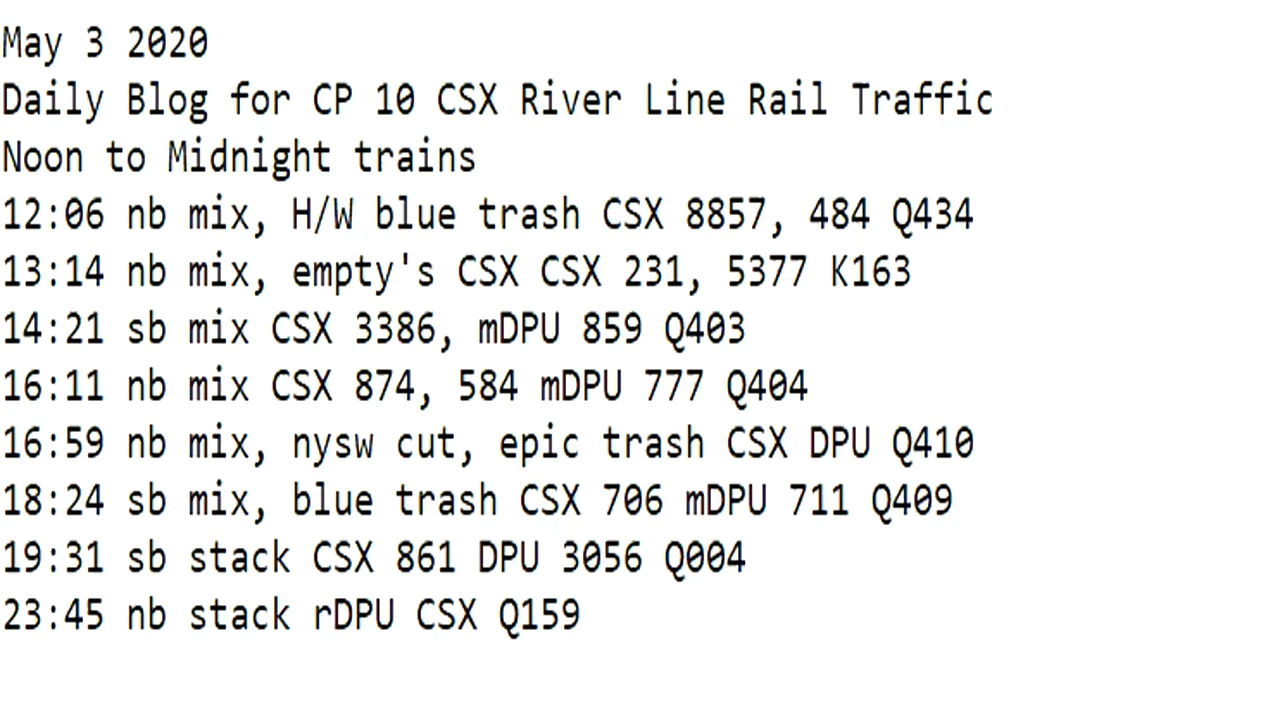 May 3 2020
Daily Blog for CP 10 CSX River Line Rail Traffic
Noon to Midnight trains
12:06 nb mix, H/W blue trash CSX 8857, 484 Q434
13:14 nb mix, empty's CSX CSX 231, 5377 K163
14:21 sb mix CSX 3386, mDPU 859 Q403
16:11 nb mix CSX 874, 584 mDPU 777 Q404
16:59 nb mix, nysw cut, epic trash CSX DPU Q410
18:24 sb mix, blue trash CSX 706 mDPU 711 Q409
19:31 sb stack CSX 861 DPU 3056 Q004
23:45 nb stack rDPU CSX Q159